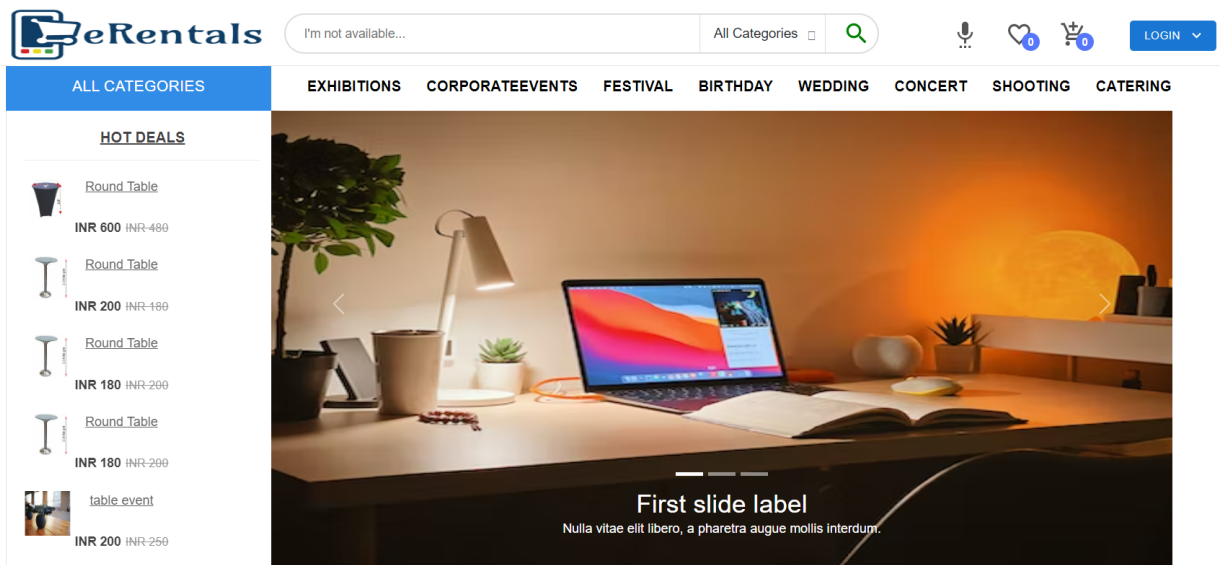 eRentals
I'm not available...
All Categories
0
0
LOGIN
ALL CATEGORIES
EXHIBITIONS CORPORATEEVENTS FESTIVAL BIRTHDAY WEDDING CONCERT SHOOTING CATERING
HOT DEALS
Round Table
INR 600 INR 480
Round Table
INR 200 INR 180
Round Table
INR 180 INR 200
Round Table
INR 180 INR 200
table event
INR 200 INR 250
First slide label
Nulla vitae elit libero, a pharetra augue mollis interdum.